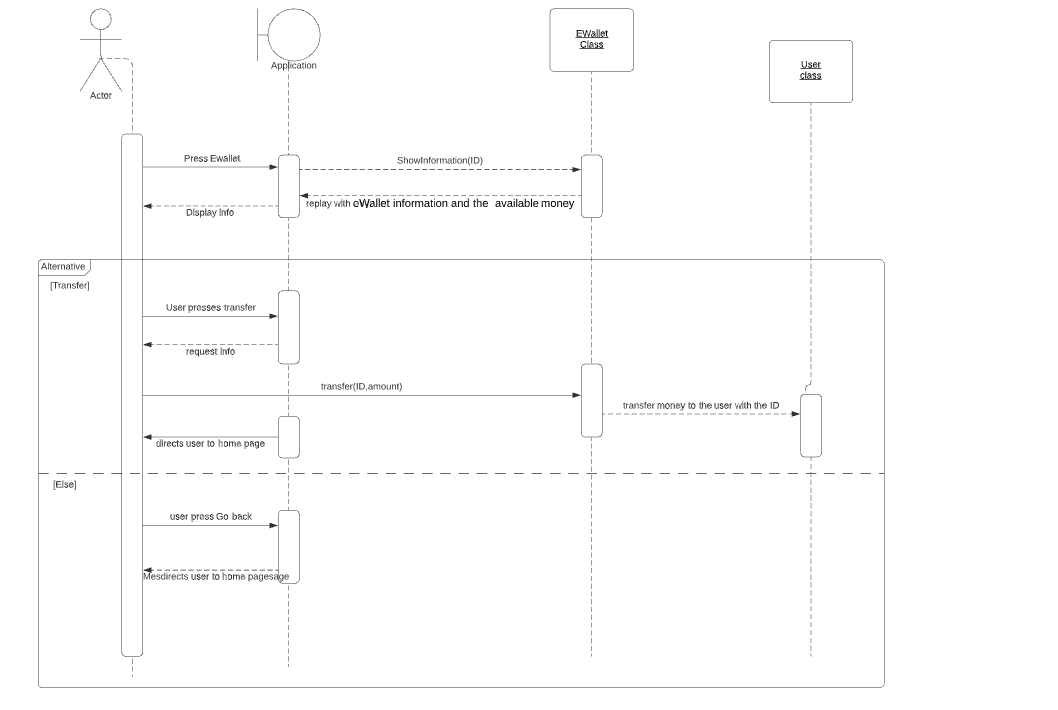 EWallet
Class
User
class
Application
Actor
Press Ewallet
ShowInformation(ID)
replay with eWallet information and the available money
Display Info
Alternative
[Transfer]
User presses transfer
request Info
transfer(ID,amount)
transfer money to the user with the ID
directs user to home page
[Else]
user press Go back
Mesdirects user to home pagesage